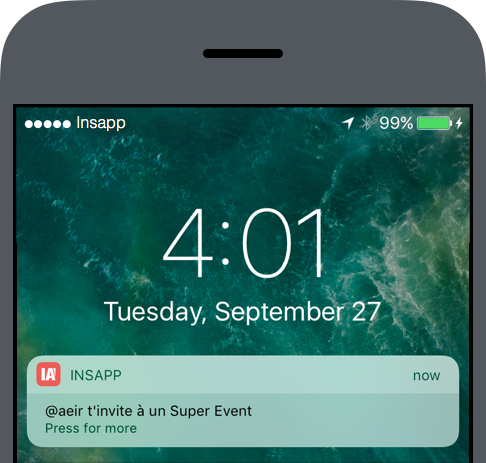 Insapp 99%
4:01
Tuesday, September 27
IA' INSAPP now
@aeir t'invite à un Super Event
Press for more